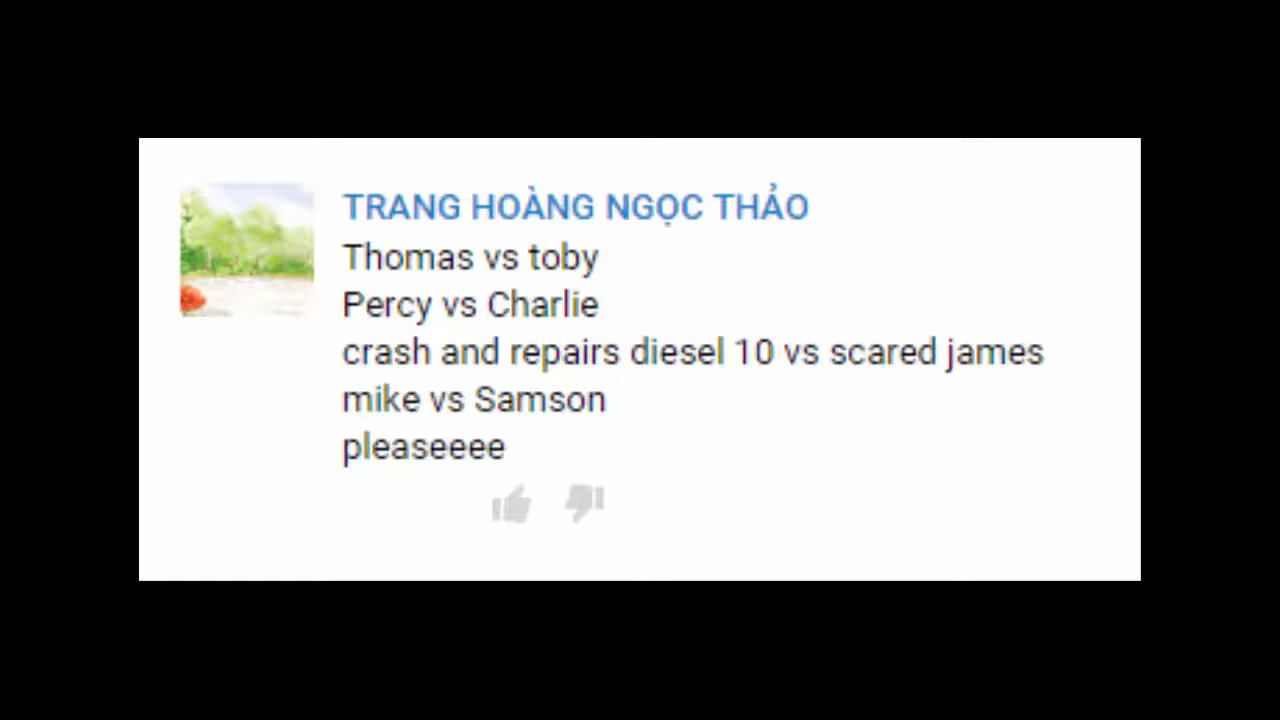 TRANG HOÀNG NGỌC THẢO
Thomas vs toby
Percy vs Charlie
crash and repairs diesel 10 vs scared james
mike vs Samson
pleaseeee